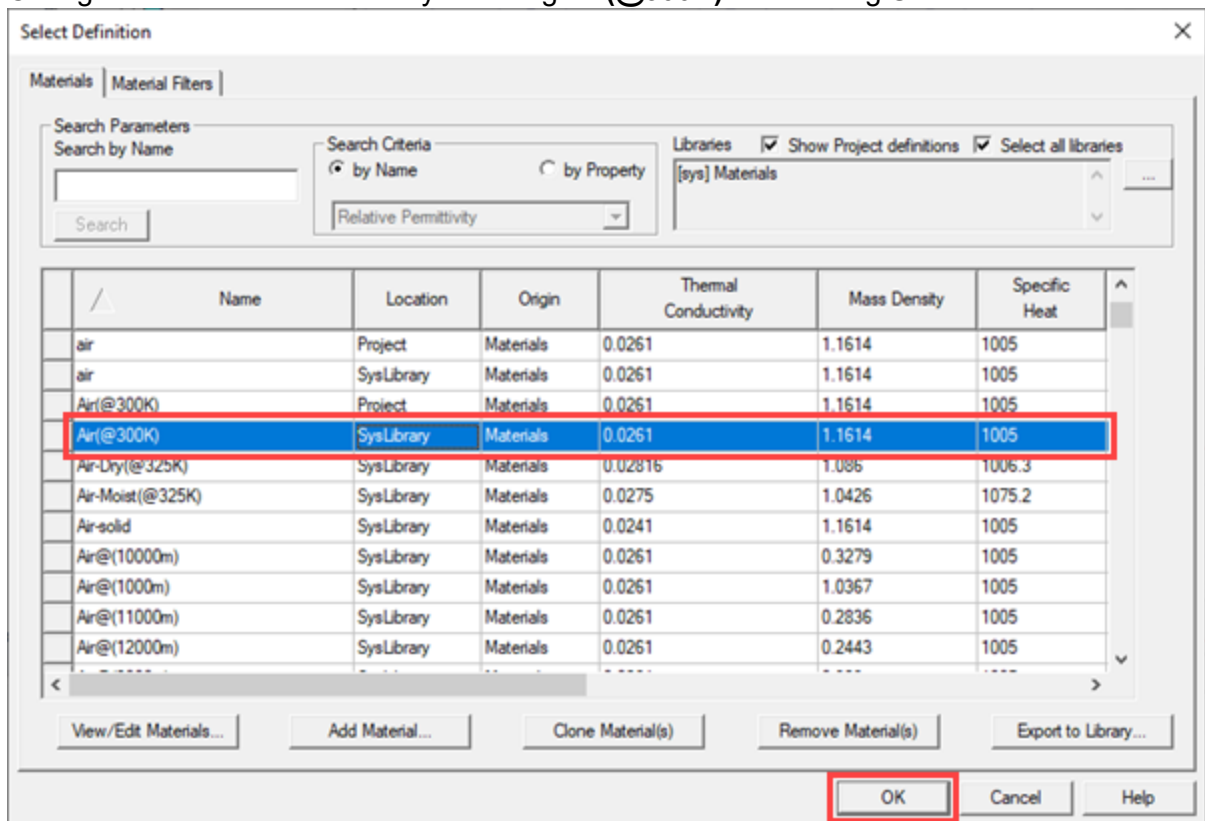 Select Definition
Materials Material Filters
Search Parameters
Search by Name
Search
Search Criteria
by Name by Property
Relative Permittivity
Libraries Show Project definitions Select all libraries
[sys] Materials
...
Name Location Origin Thermal Conductivity Mass Density Specific Heat
air Project Materials 0.0261 1.1614 1005
air SysLibrary Materials 0.0261 1.1614 1005
Air(@300K) Project Materials 0.0261 1.1614 1005
Air(@300K) SysLibrary Materials 0.0261 1.1614 1005
Air-Dry(@325K) SysLibrary Materials 0.02816 1.086 1006.3
Air-Moist(@325K) SysLibrary Materials 0.0275 1.0426 1075.2
Air-solid SysLibrary Materials 0.0241 1.1614 1005
Air@(10000m) SysLibrary Materials 0.0261 0.3279 1005
Air@(1000m) SysLibrary Materials 0.0261 1.0367 1005
Air@(11000m) SysLibrary Materials 0.0261 0.2836 1005
Air@(12000m) SysLibrary Materials 0.0261 0.2443 1005
View/Edit Materials... Add Material... Clone Material(s) Remove Material(s) Export to Library...
OK Cancel Help